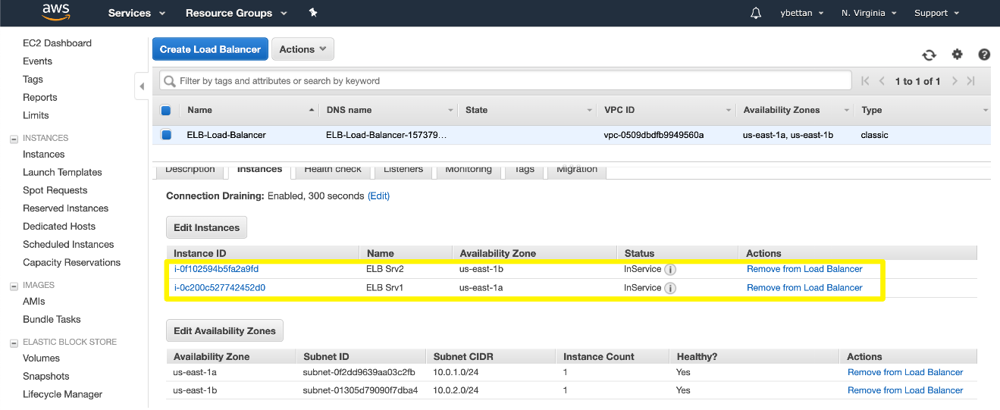 aws Services Resource Groups ybettan N. Virginia Support
EC2 Dashboard
Events
Tags
Reports
Limits
INSTANCES
Instances
Launch Templates
Spot Requests
Reserved Instances
Dedicated Hosts
Scheduled Instances
Capacity Reservations
IMAGES
AMIs
Bundle Tasks
ELASTIC BLOCK STORE
Volumes
Snapshots
Lifecycle Manager
Create Load Balancer Actions
Filter by tags and attributes or search by keyword 1 to 1 of 1
Name DNS name State VPC ID Availability Zones Type
ELB-Load-Balancer ELB-Load-Balancer-157379... vpc-0509dbdfb9949560a us-east-1a, us-east-1b classic
Description Instances Health check Listeners Monitoring Tags Migration
Connection Draining: Enabled, 300 seconds (Edit)
Edit Instances
Instance ID Name Availability Zone Status Actions
i-0f102594b5fa2a9fd ELB Srv2 us-east-1b InService i Remove from Load Balancer
i-0c200c527742452d0 ELB Srv1 us-east-1a InService i Remove from Load Balancer
Edit Availability Zones
Availability Zone Subnet ID Subnet CIDR Instance Count Healthy? Actions
us-east-1a subnet-0f2dd9639aa03c2fb 10.0.1.0/24 1 Yes Remove from Load Balancer
us-east-1b subnet-01305d79090f7dba4 10.0.2.0/24 1 Yes Remove from Load Balancer